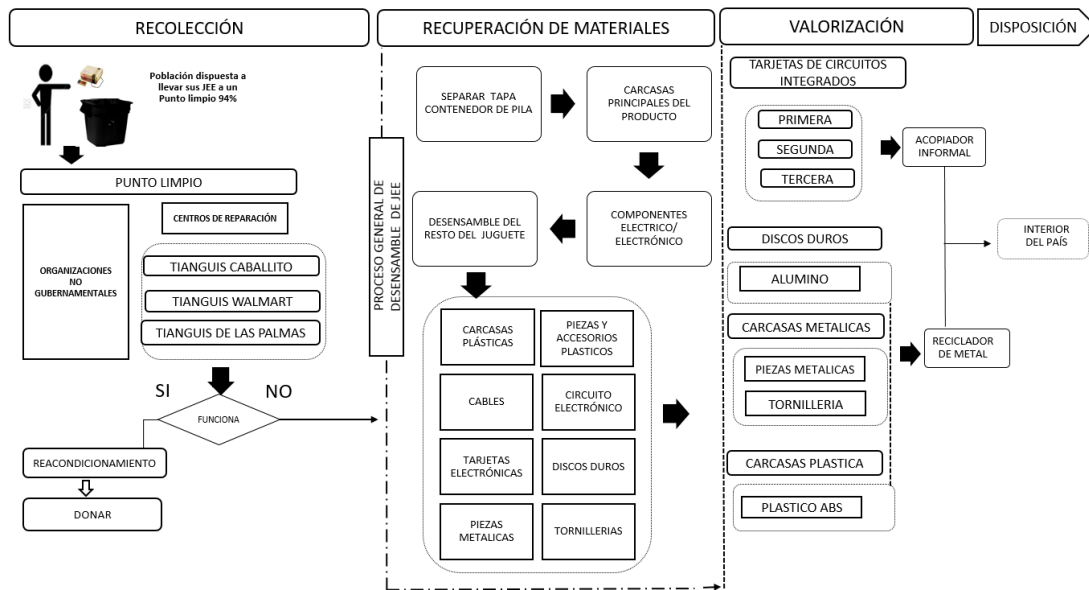 RECOLECCIÓN
Población dispuesta a
llevar sus JEE a un
Punto limpio 94%
PUNTO LIMPIO
ORGANIZACIONES
NO
GUBERNAMENTALES
CENTROS DE REPARACIÓN
TIANGUIS CABALLITO
TIANGUIS WALMART
TIANGUIS DE LAS PALMAS
SI
NO
FUNCIONA
REACONDICIONAMIENTO
DONAR
PROCESO GENERAL DE
DESENSAMBLE DE JEE
RECUPERACIÓN DE MATERIALES
SEPARAR TAPA
CONTENEDOR DE PILA
CARCASAS
PRINCIPALES DEL
PRODUCTO
DESENSAMBLE DEL
RESTO DEL JUGUETE
COMPONENTES
ELECTRICO/
ELECTRÓNICO
CARCASAS
PLÁSTICAS
PIEZAS Y
ACCESORIOS
PLASTICOS
CABLES
CIRCUITO
ELECTRÓNICO
TARJETAS
ELECTRÓNICAS
DISCOS DUROS
PIEZAS
METALICAS
TORNILLERIAS
VALORIZACIÓN
TARJETAS DE CIRCUITOS
INTEGRADOS
PRIMERA
SEGUNDA
TERCERA
DISCOS DUROS
ALUMINO
CARCASAS METALICAS
PIEZAS METALICAS
TORNILLERIA
CARCASAS PLASTICA
PLASTICO ABS
ACOPIADOR
INFORMAL
RECICLADOR
DE METAL
DISPOSICIÓN
INTERIOR
DEL PAÍS